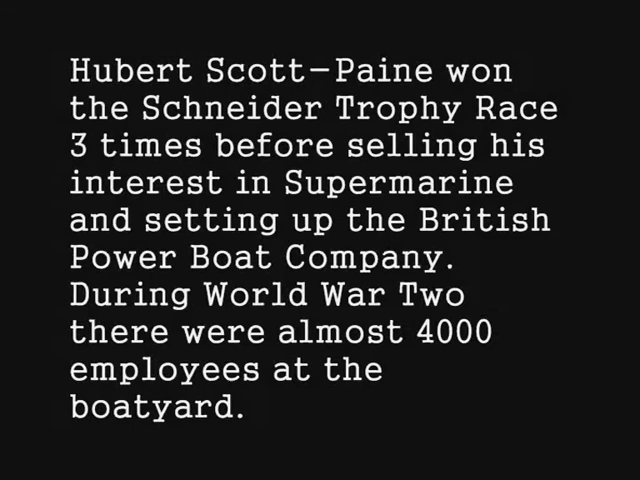 Hubert Scott-Paine won
the Schneider Trophy Race
3 times before selling his
interest in Supermarine
and setting up the British
Power Boat Company.
During World War Two
there were almost 4000
employees at the
boatyard.